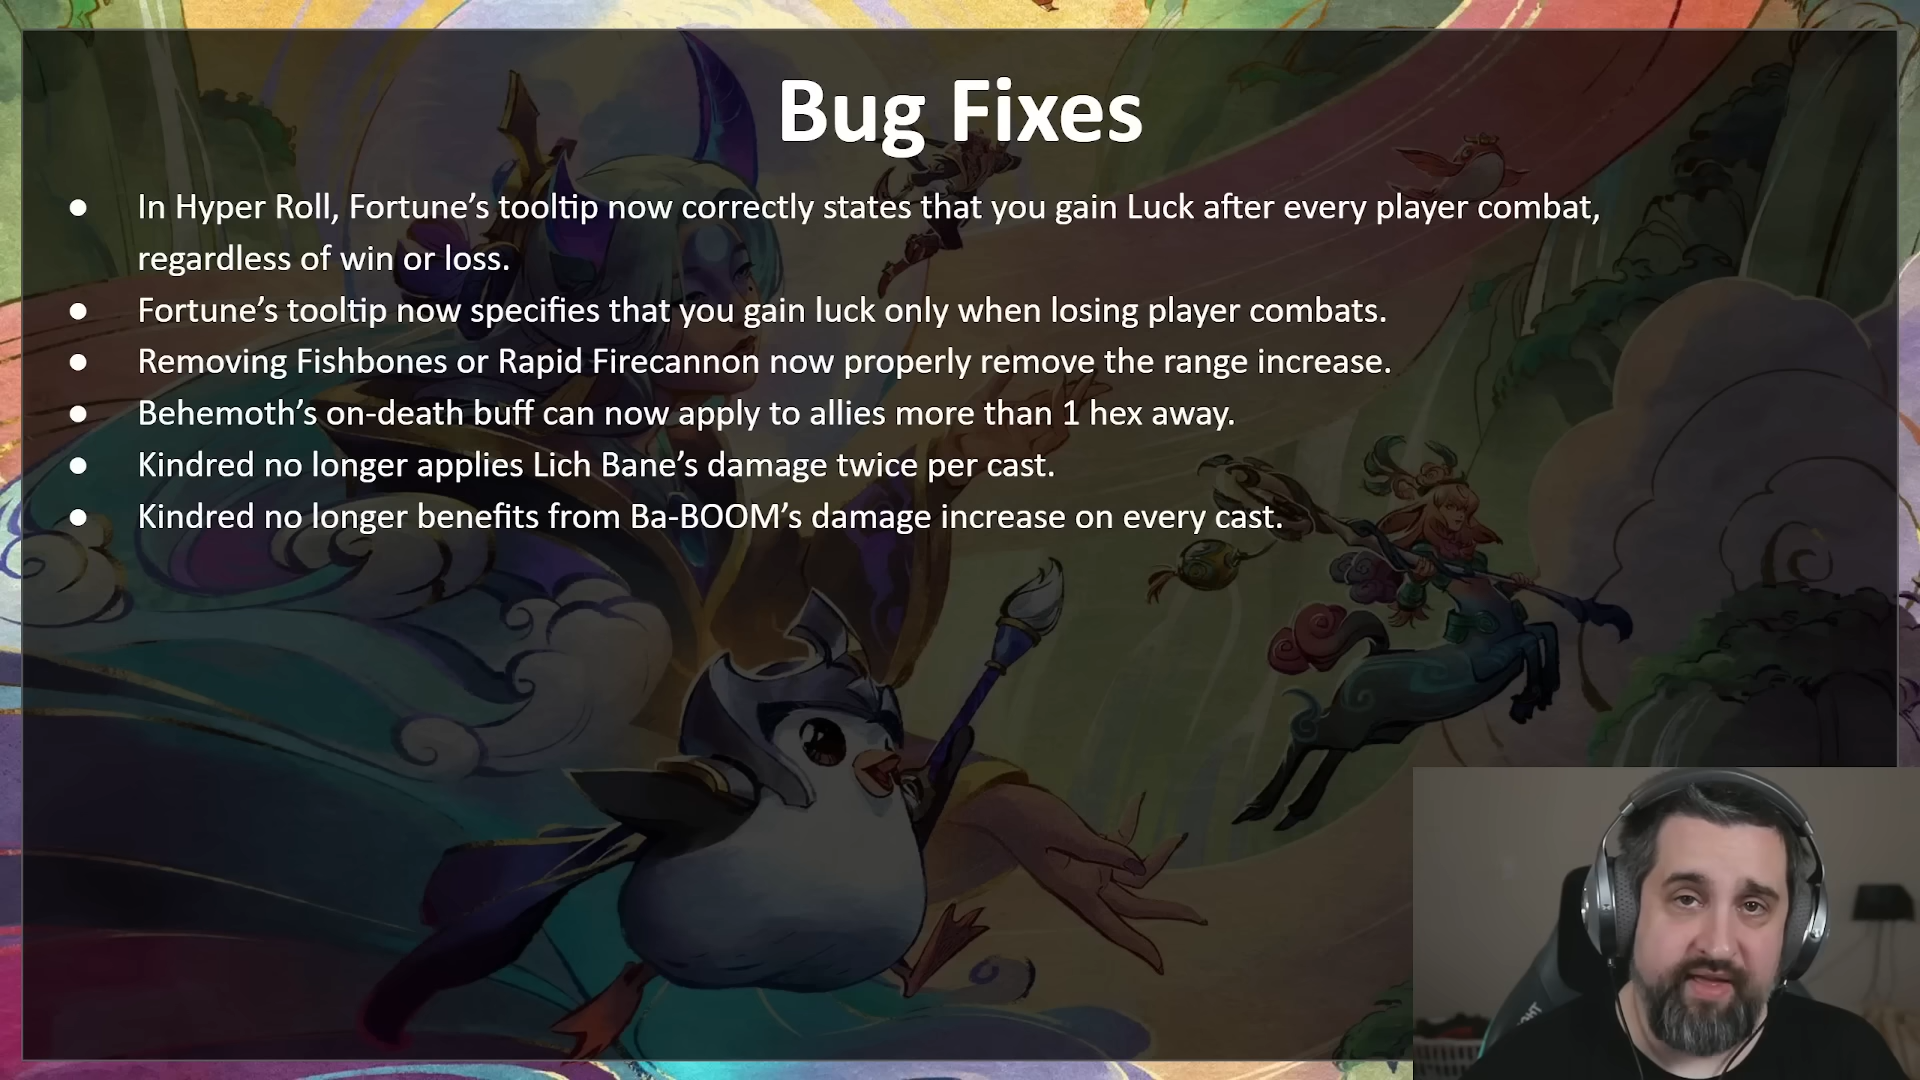 Bug Fixes
● In Hyper Roll, Fortune’s tooltip now correctly states that you gain Luck after every player combat,
regardless of win or loss.
● Fortune’s tooltip now specifies that you gain luck only when losing player combats.
● Removing Fishbones or Rapid Firecannon now properly remove the range increase.
● Behemoth’s on-death buff can now apply to allies more than 1 hex away.
● Kindred no longer applies Lich Bane’s damage twice per cast.
● Kindred no longer benefits from Ba-BOOM’s damage increase on every cast.